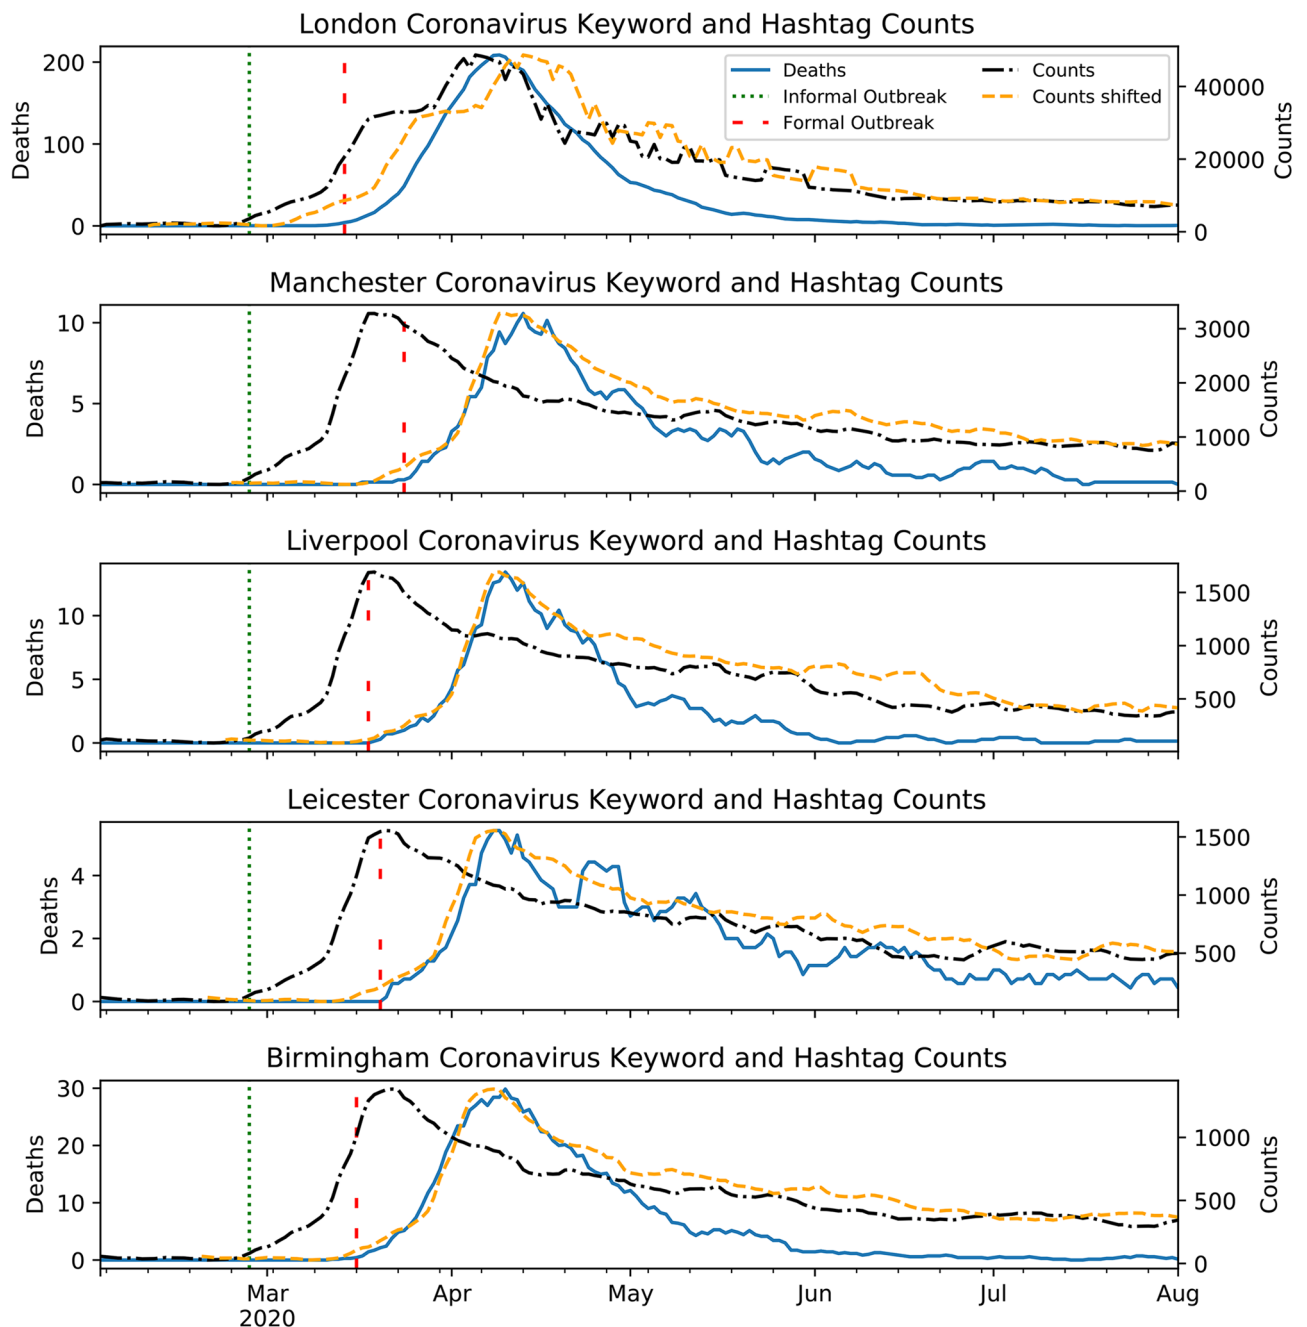 London Coronavirus Keyword and Hashtag Counts
200
100
0
Deaths
40000
20000
0
Counts
Deaths
Informal Outbreak
Formal Outbreak
Counts
Counts shifted
Manchester Coronavirus Keyword and Hashtag Counts
10
5
0
Deaths
3000
2000
1000
0
Counts
Liverpool Coronavirus Keyword and Hashtag Counts
10
5
0
Deaths
1500
1000
500
Counts
Leicester Coronavirus Keyword and Hashtag Counts
4
2
0
Deaths
1500
1000
500
Counts
Birmingham Coronavirus Keyword and Hashtag Counts
30
20
10
0
Deaths
1000
500
0
Counts
Mar Apr May Jun Jul Aug
2020